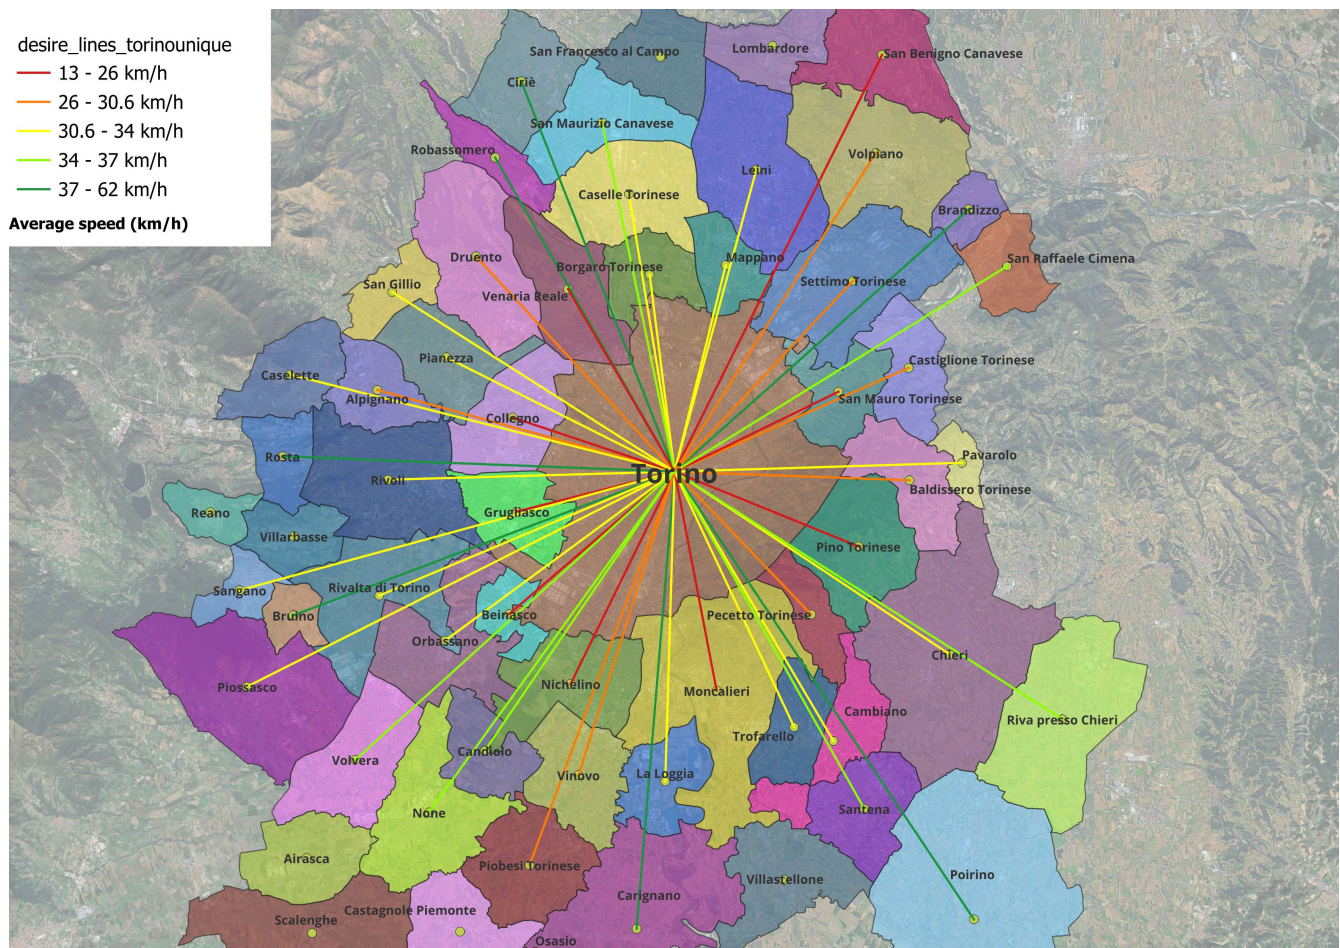 desire_lines_torinounique
13 - 26 km/h
26 - 30.6 km/h
30.6 - 34 km/h
34 - 37 km/h
37 - 62 km/h
Average speed (km/h)
San Francesco al Campo
Lombardore
San Benigno Canavese
Ciriè
San Maurizio Canavese
Robassomero
Volpiano
Leini
Caselle Torinese
Brandizzo
Druento
Mappano
San Raffaele Cimena
Borgaro Torinese
San Gillio
Settimo Torinese
Venaria Reale
Pianezza
Castiglione Torinese
Caselette
Alpignano
San Mauro Torinese
Collegno
Pavarolo
Rosta
Torino
Rivoli
Baldissero Torinese
Reano
Grugliasco
Villarbasse
Pino Torinese
Sangano
Rivalta di Torino
Bruino
Beinasco
Pecetto Torinese
Orbassano
Chieri
Piossasco
Nichelino
Moncalieri
Cambiano
Riva presso Chieri
Trofarello
Candiolo
Volvera
Vinovo
La Loggia
None
Santena
Airasca
Piobesi Torinese
Poirino
Villastellone
Carignano
Castagnole Piemonte
Scalenghe
Osasio